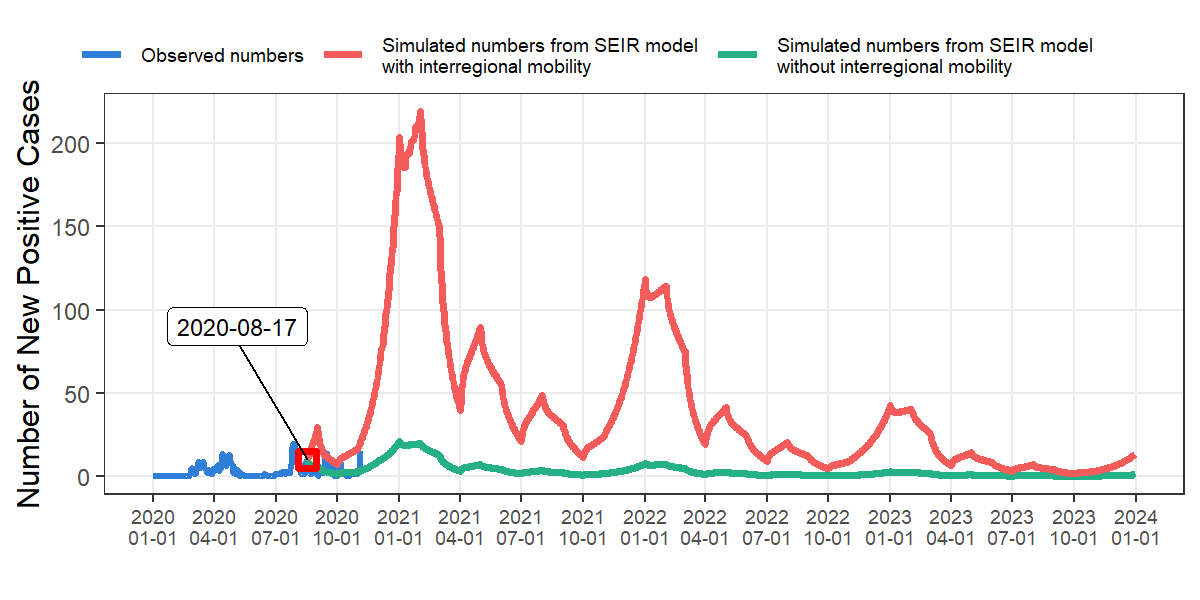 Observed numbers
Simulated numbers from SEIR model
with interregional mobility
Simulated numbers from SEIR model
without interregional mobility
Number of New Positive Cases
200
150
100
50
0
2020-08-17
2020 2020 2020 2020 2021 2021 2021 2021 2022 2022 2022 2022 2023 2023 2023 2023 2024
01-01 04-01 07-01 10-01 01-01 04-01 07-01 10-01 01-01 04-01 07-01 10-01 01-01 04-01 07-01 10-01 01-01